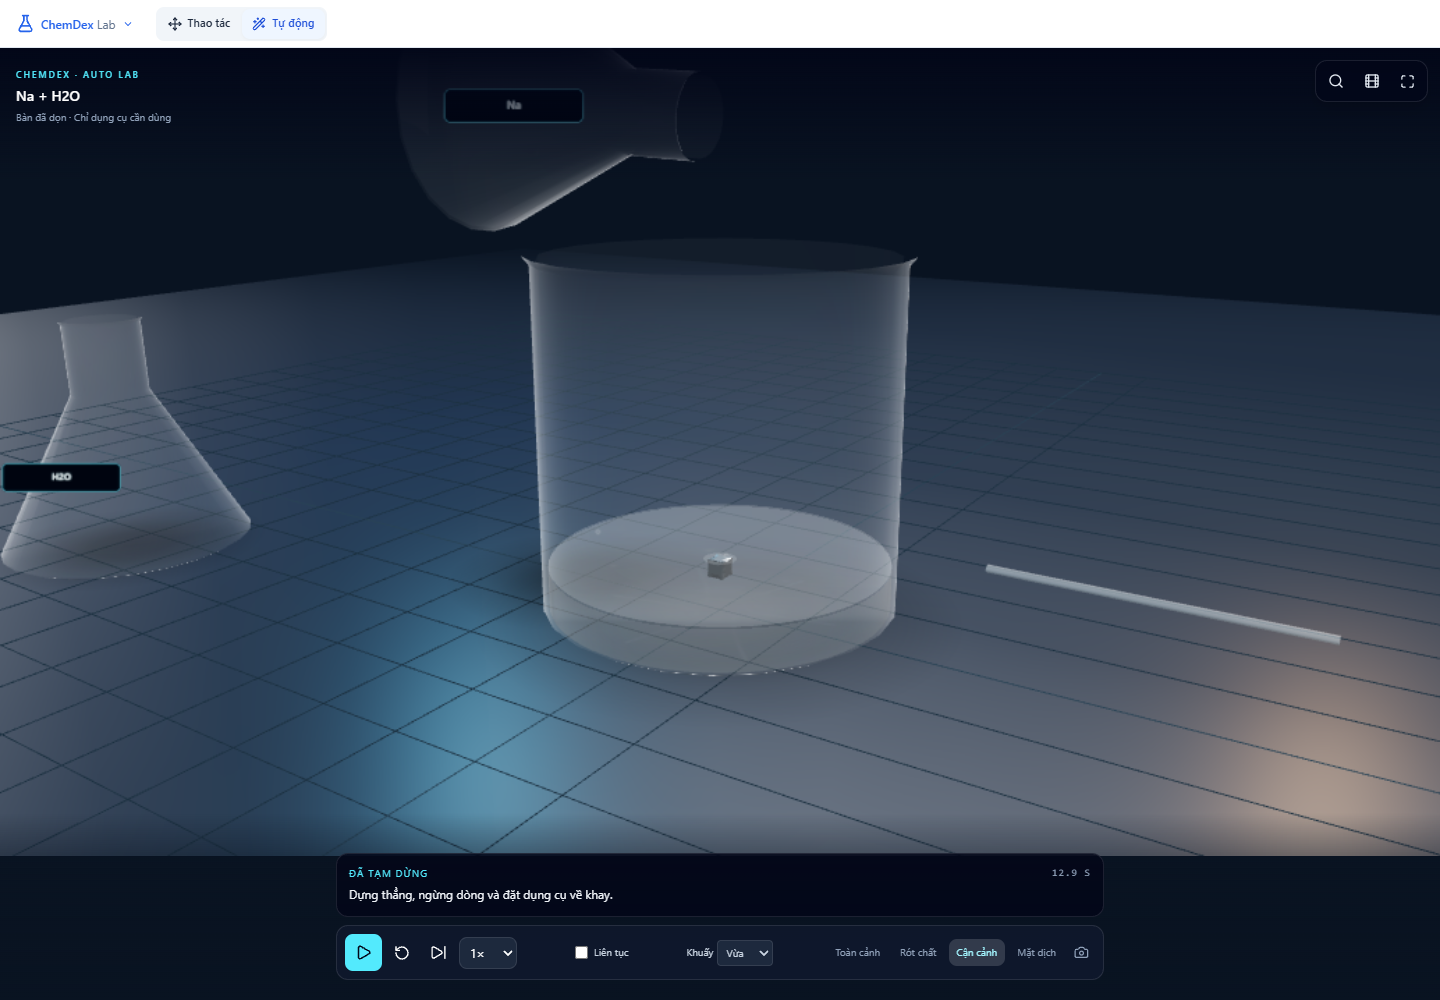 ChemDex Lab
Thao tác
Tự động
CHEMDEX · AUTO LAB
Na + H2O
Bàn đã dọn · Chỉ dụng cụ cần dùng
Na
H2O
ĐÃ TẠM DỪNG
12.9 S
Dựng thẳng, ngừng dòng và đặt dụng cụ về khay.
1×
Liên tục
Khuấy
Vừa
Toàn cảnh
Rót chất
Cận cảnh
Mặt dịch